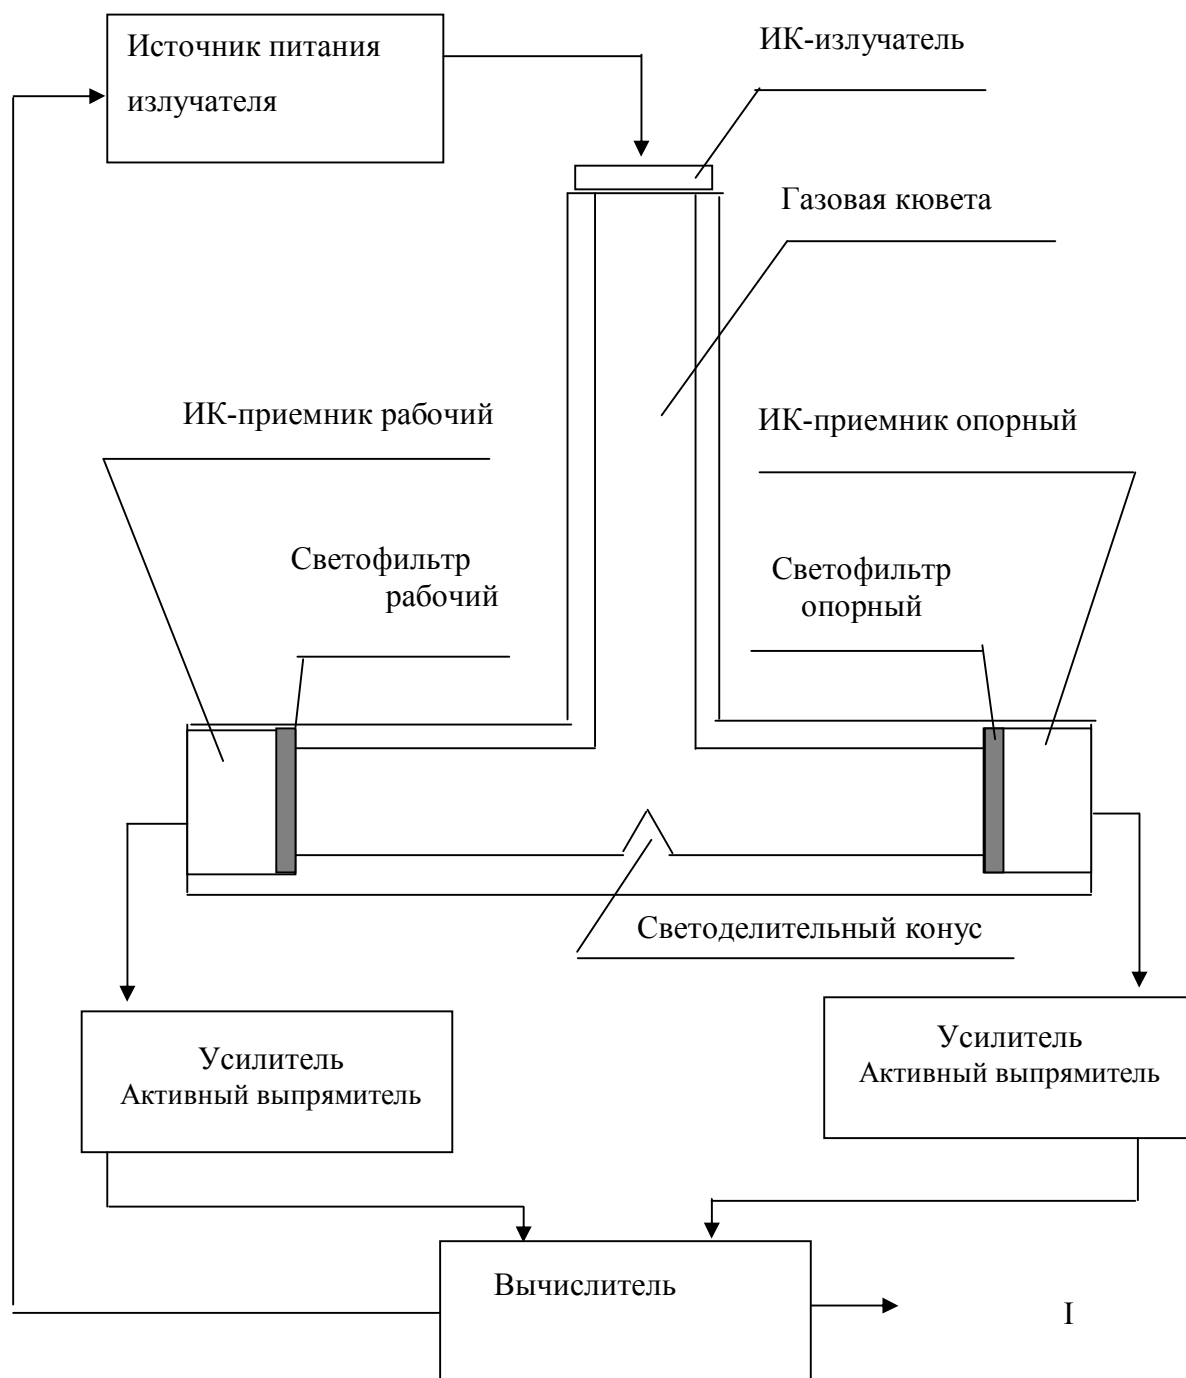 Источник питания
излучателя
ИК-излучатель
Газовая кювета
ИК-приемник рабочий
ИК-приемник опорный
Светофильтр
рабочий
Светофильтр
опорный
Светоделительный конус
Усилитель
Активный выпрямитель
Усилитель
Активный выпрямитель
Вычислитель
I